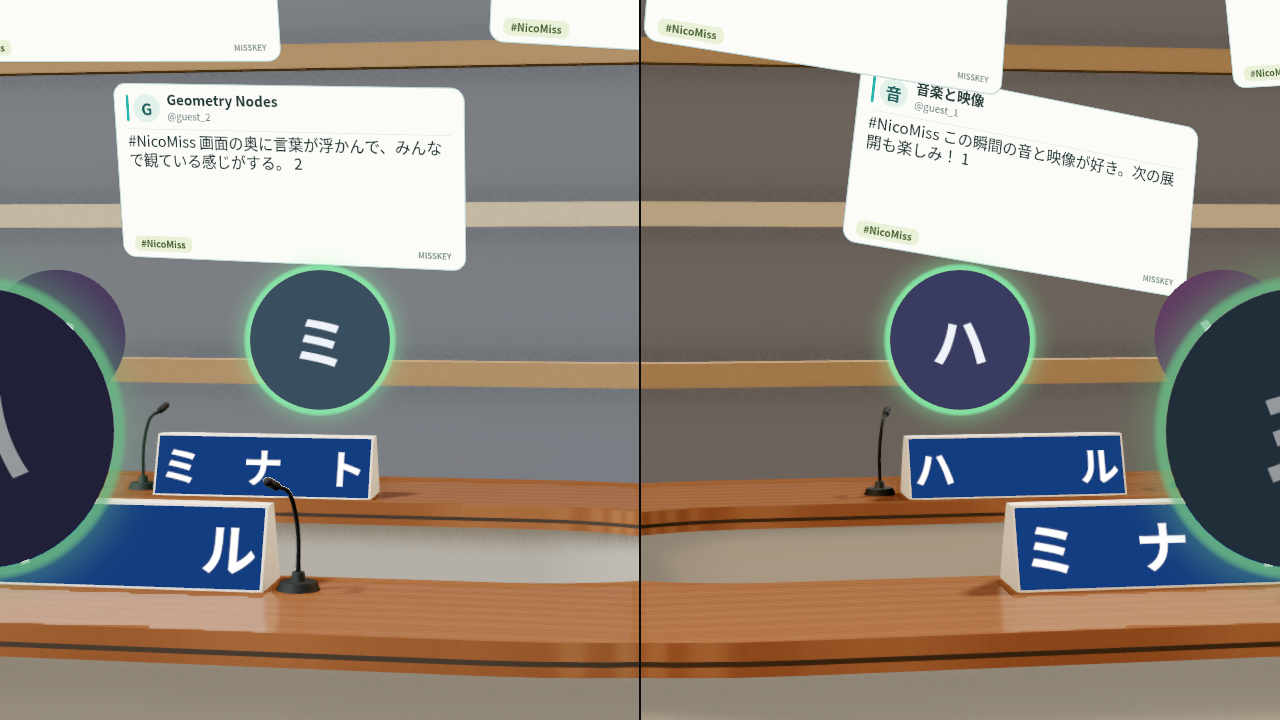 #NicoMiss
MISSKEY
G
Geometry Nodes
@guest_2
#NicoMiss 画面の奥に言葉が浮かんで、みんな
で観ている感じがする。 2
#NicoMiss
MISSKEY
ミ
ミナト
ル
#NicoMiss
MISSKEY
音
音楽と映像
@guest_1
#NicoMiss この瞬間の音と映像が好き。次の展
開も楽しみ！ 1
#NicoMiss
MISSKEY
ハ
ハル
ミナ